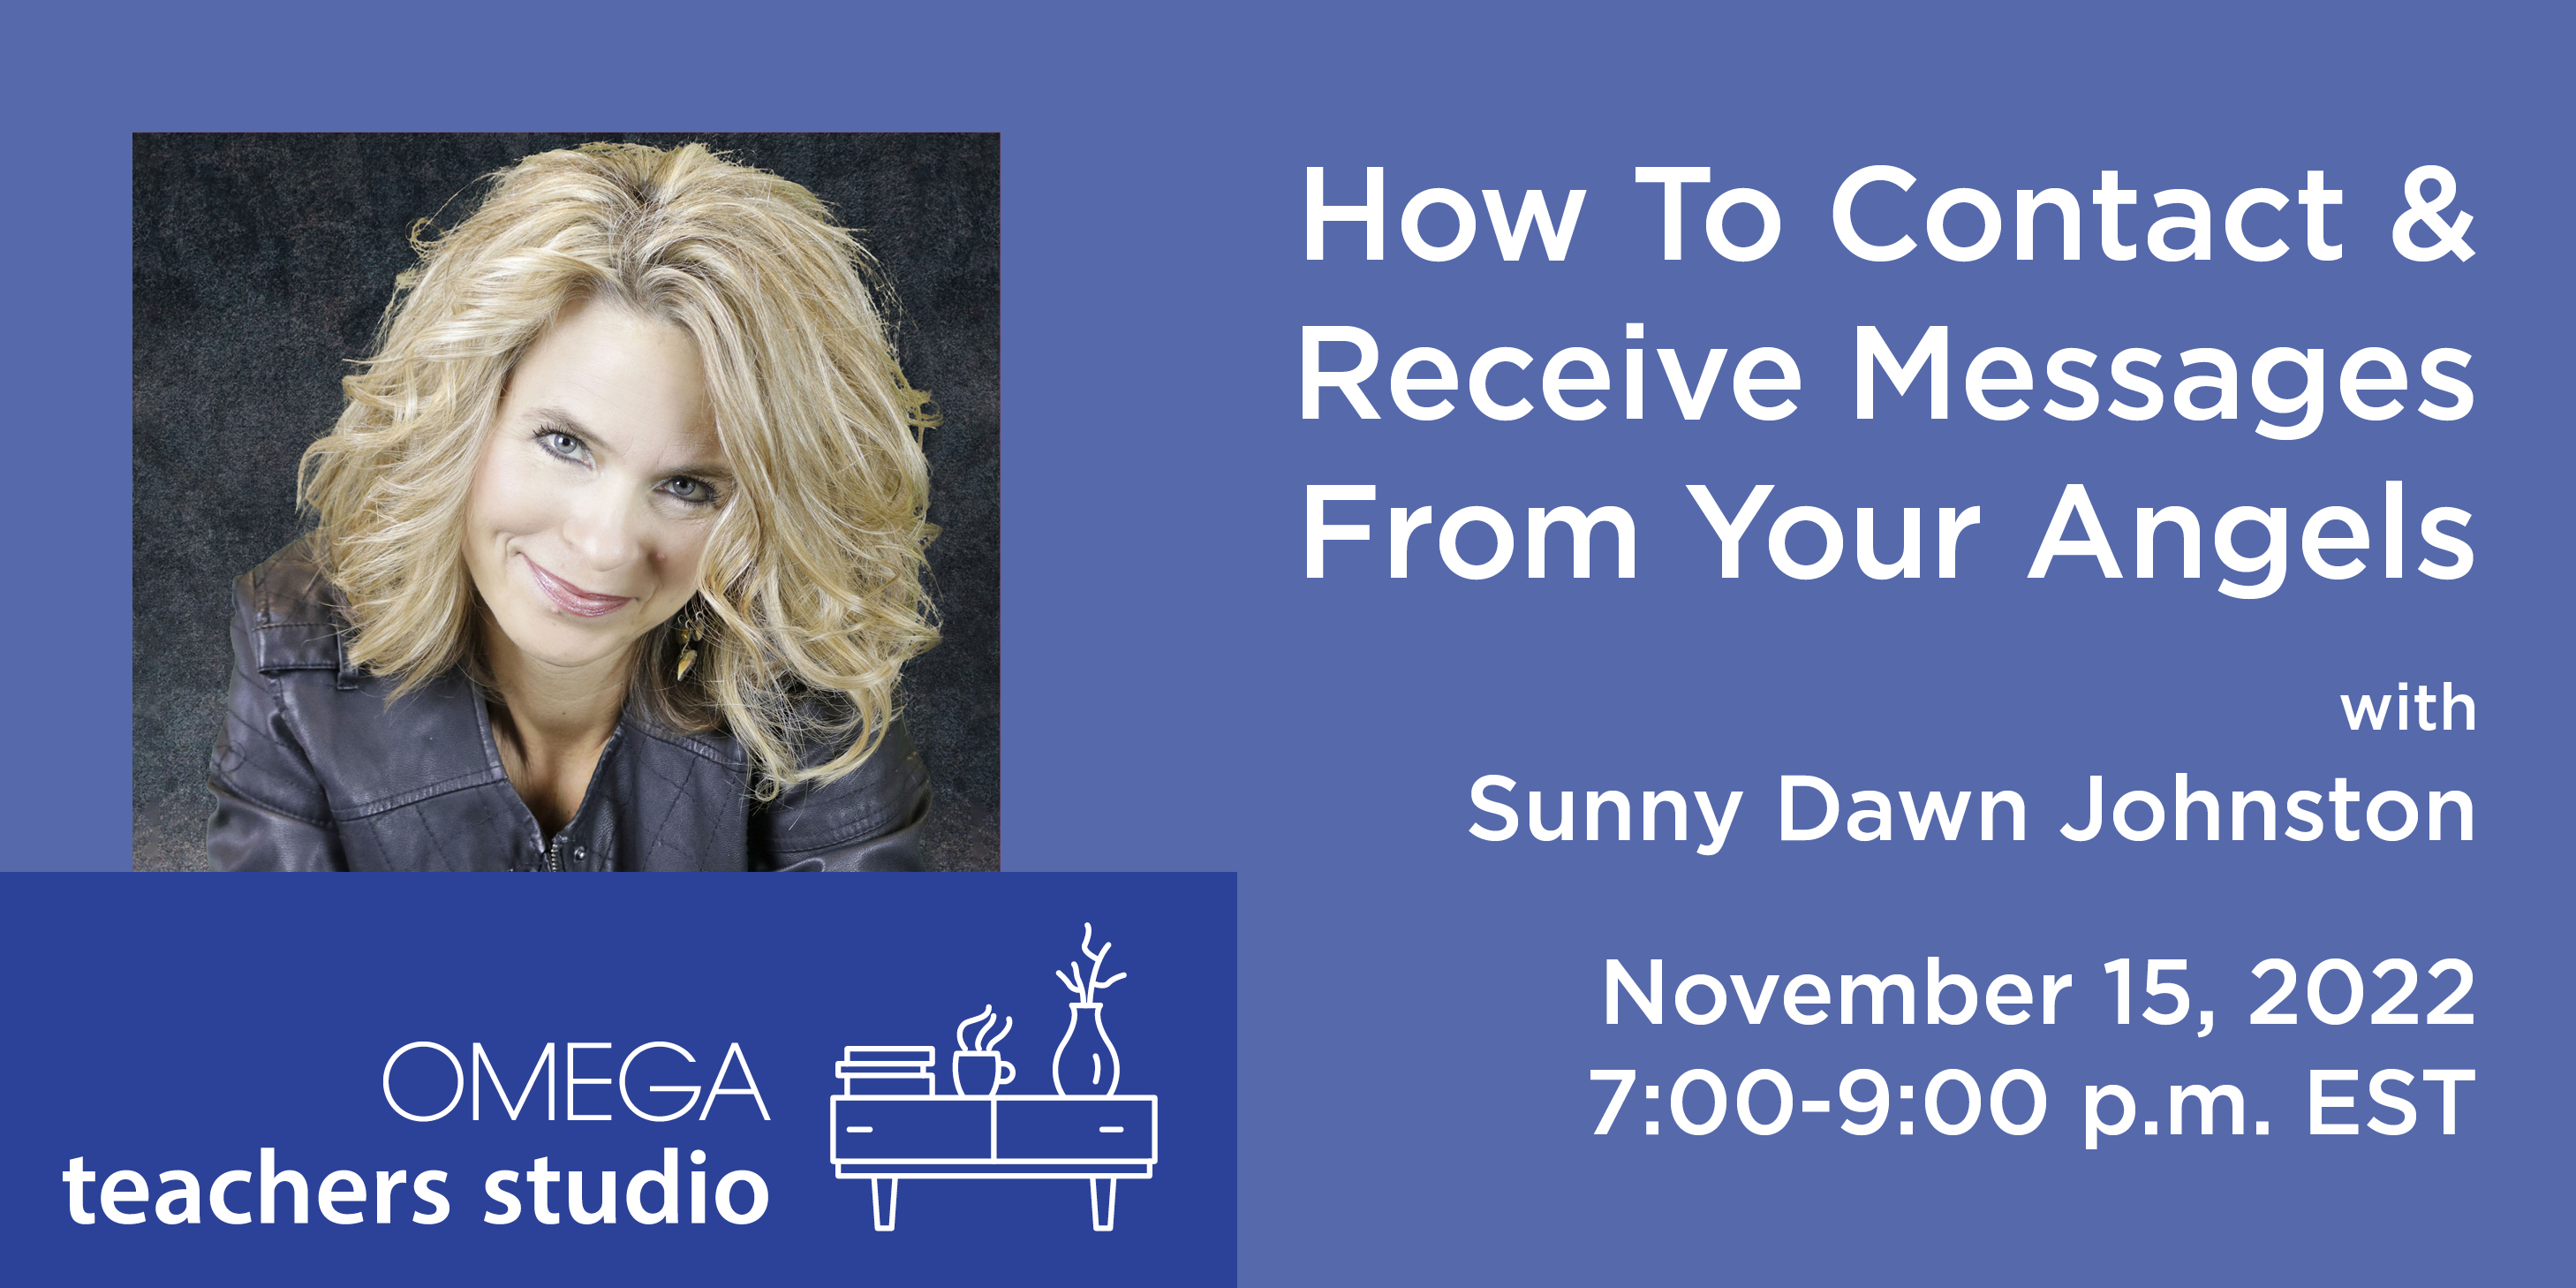 How To Contact &
Receive Messages
From Your Angels
with
Sunny Dawn Johnston
November 15, 2022
7:00-9:00 p.m. EST
OMEGA
teachers studio